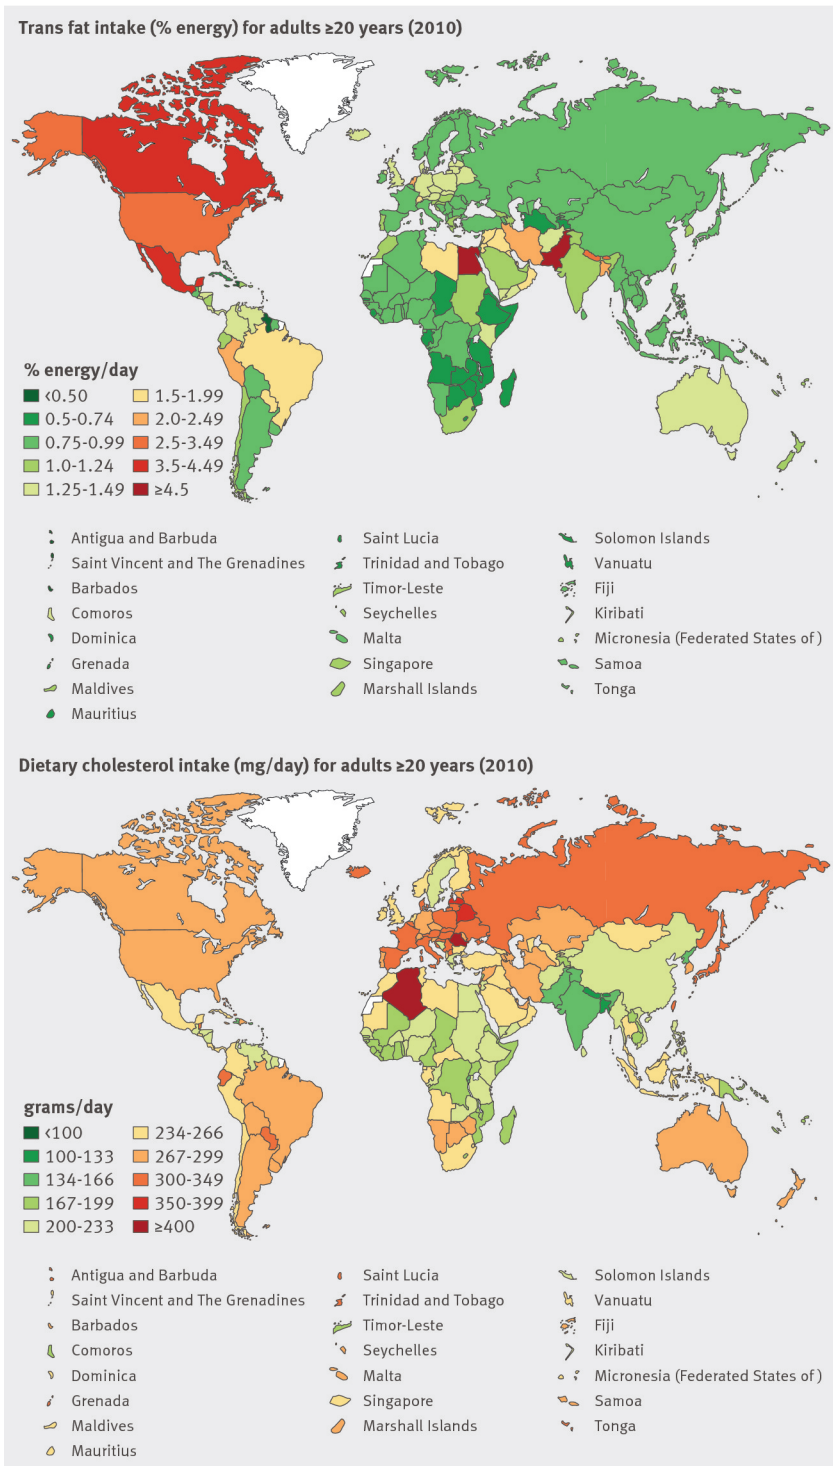 Trans fat intake (% energy) for adults ≥20 years (2010)
% energy/day
<0.50
1.5-1.99
0.5-0.74
2.0-2.49
0.75-0.99
2.5-3.49
1.0-1.24
3.5-4.49
1.25-1.49
≥4.5
Antigua and Barbuda
Saint Lucia
Solomon Islands
Saint Vincent and The Grenadines
Trinidad and Tobago
Vanuatu
Barbados
Timor-Leste
Fiji
Comoros
Seychelles
Kiribati
Dominica
Malta
Micronesia (Federated States of)
Grenada
Singapore
Samoa
Maldives
Marshall Islands
Tonga
Mauritius
Dietary cholesterol intake (mg/day) for adults ≥20 years (2010)
grams/day
<100
234-266
100-133
267-299
134-166
300-349
167-199
350-399
200-233
≥400
Antigua and Barbuda
Saint Lucia
Solomon Islands
Saint Vincent and The Grenadines
Trinidad and Tobago
Vanuatu
Barbados
Timor-Leste
Fiji
Comoros
Seychelles
Kiribati
Dominica
Malta
Micronesia (Federated States of)
Grenada
Singapore
Samoa
Maldives
Marshall Islands
Tonga
Mauritius